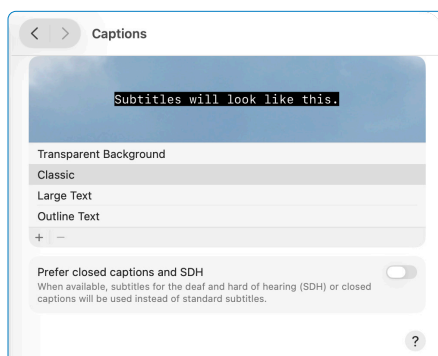 Captions
Subtitles will look like this.
Transparent Background
Classic
Large Text
Outline Text
+ −
Prefer closed captions and SDH
When available, subtitles for the deaf and hard of hearing (SDH) or closed
captions will be used instead of standard subtitles.
?